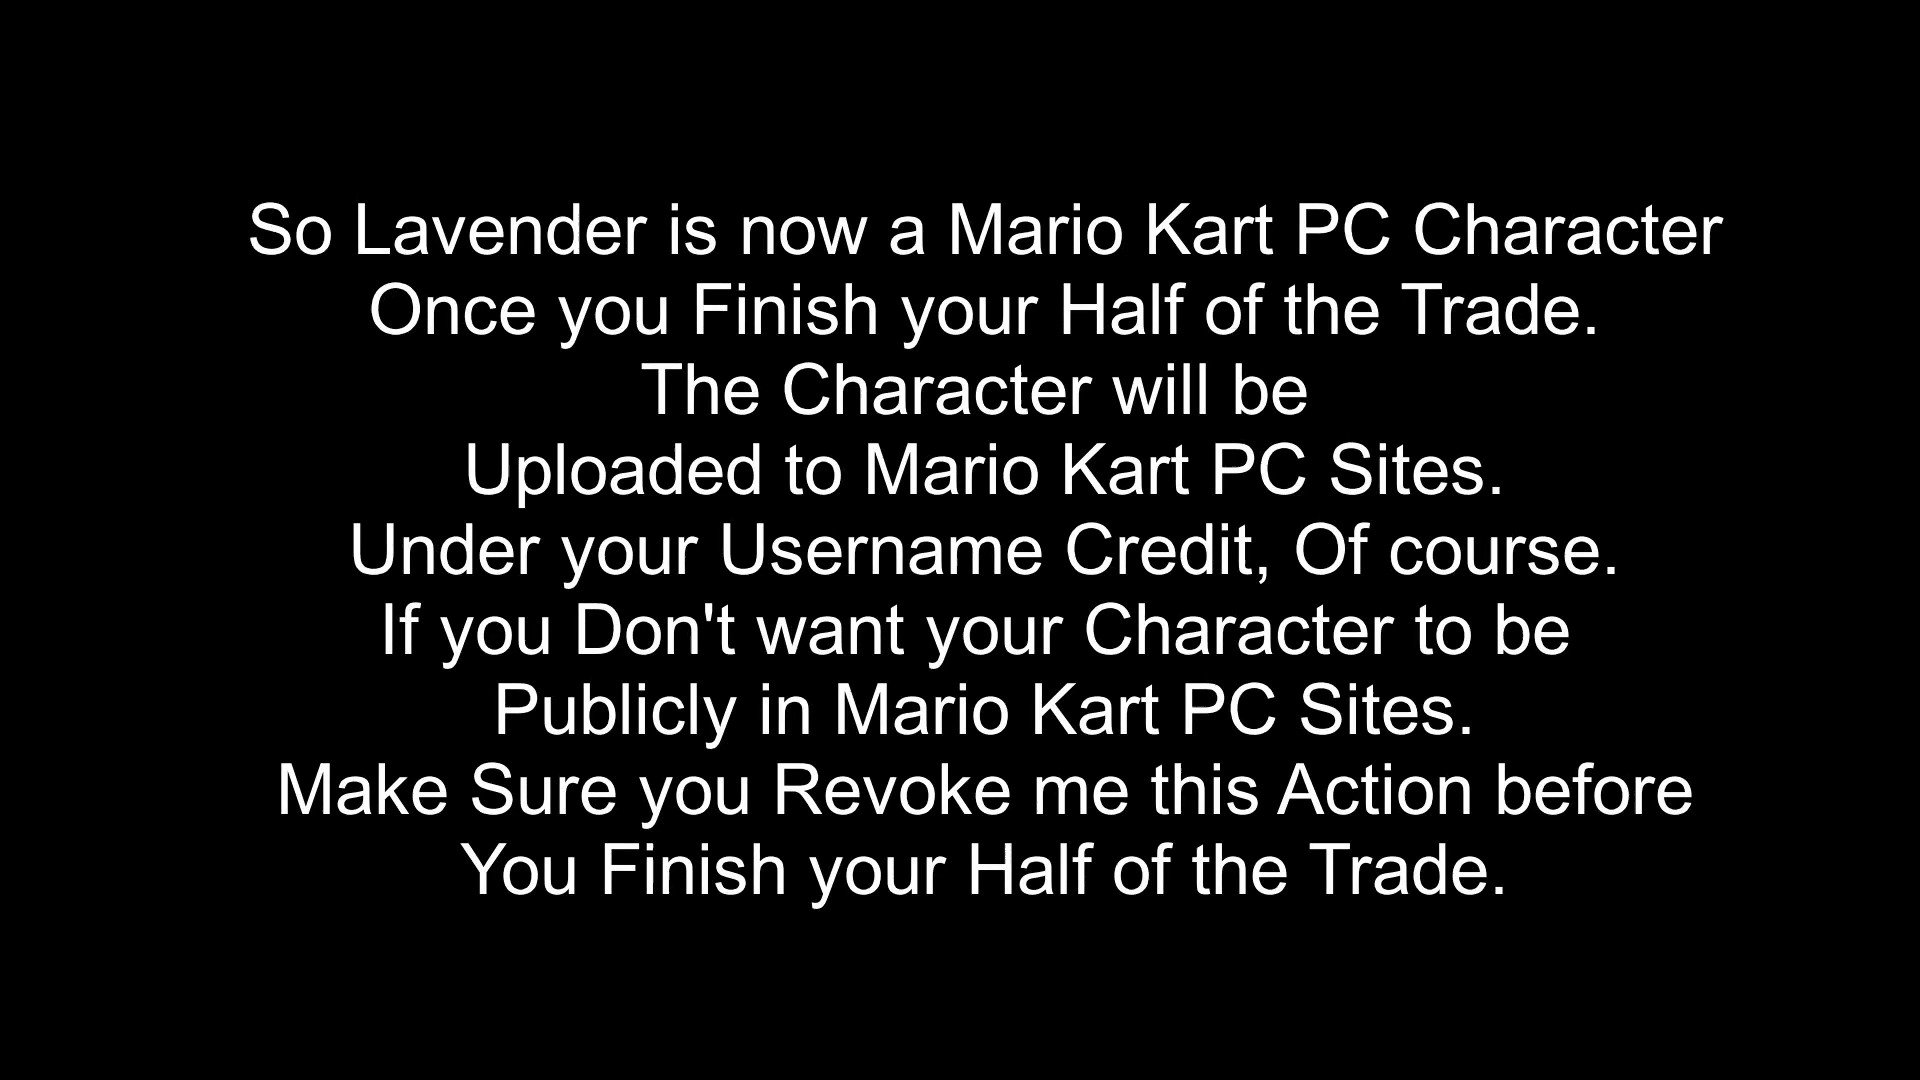 So Lavender is now a Mario Kart PC Character
Once you Finish your Half of the Trade.
The Character will be
Uploaded to Mario Kart PC Sites.
Under your Username Credit, Of course.
If you Don't want your Character to be
Publicly in Mario Kart PC Sites.
Make Sure you Revoke me this Action before
You Finish your Half of the Trade.